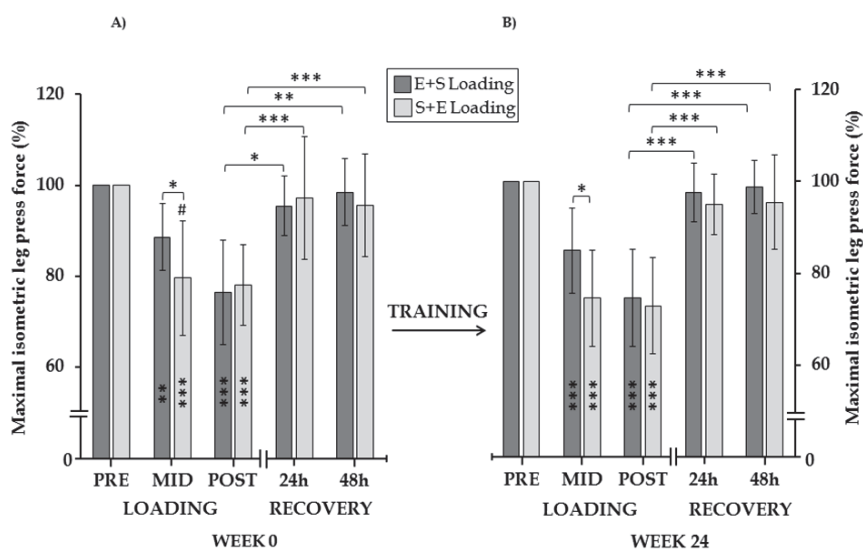 A)
B)
E+S Loading
S+E Loading
Maximal isometric leg press force (%)
120
100
80
60
0
***
**
***
*
*
#
**
***
***
***
PRE MID POST 24h 48h
LOADING RECOVERY
WEEK 0
TRAINING
***
***
***
***
*
***
***
***
***
PRE MID POST 24h 48h
LOADING RECOVERY
WEEK 24
120
100
80
60
0
Maximal isometric leg press force (%)